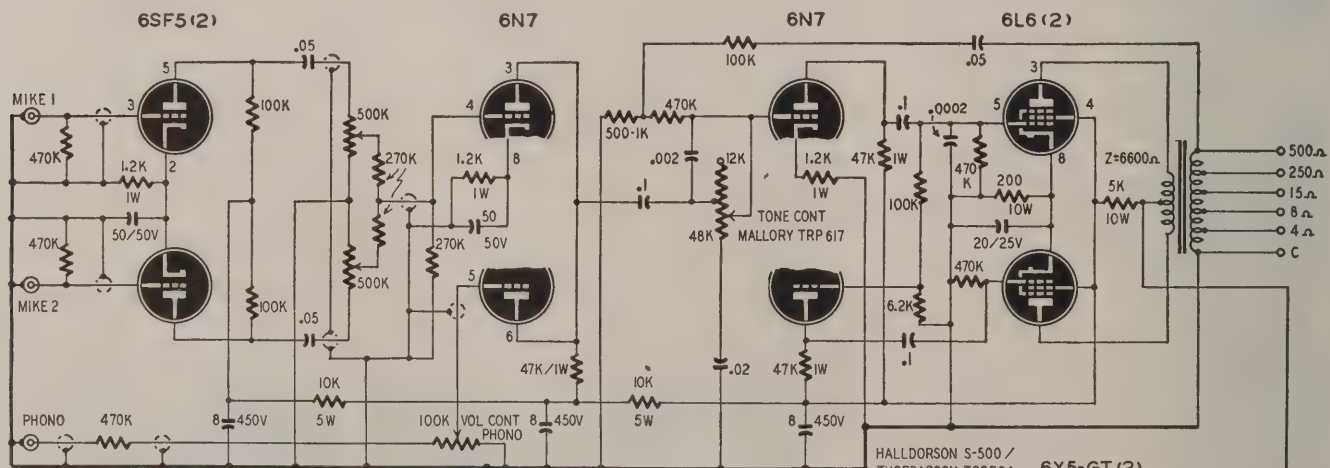 6SF5 (2)
6N7
6N7
6L6 (2)
MIKE 1
3
5
2
470K
1.2K
1W
50/50V
470K
MIKE 2
100K
100K
.05
.05
500K
500K
270K
270K
4
3
8
1.2K
1W
50
50V
5
6
47K/1W
10K
5W
8
450V
PHONO
470K
100K VOL CONT
PHONO
8
450V
10K
5W
500-1K
470K
.002
.1
12K
48K
TONE CONT
MALLORY TRP 617
.02
100K
.05
4
3
1.2K
1W
47K
1W
.1
100K
6.2K
.1
47K
1W
8
450V
.0002
470
K
200
10W
20/25V
470K
5
3
4
8
5K
10W
Z=6600Ω
500Ω
250Ω
15Ω
8Ω
4Ω
C
HALLDORSON S-500 /
6X5-GT (2)